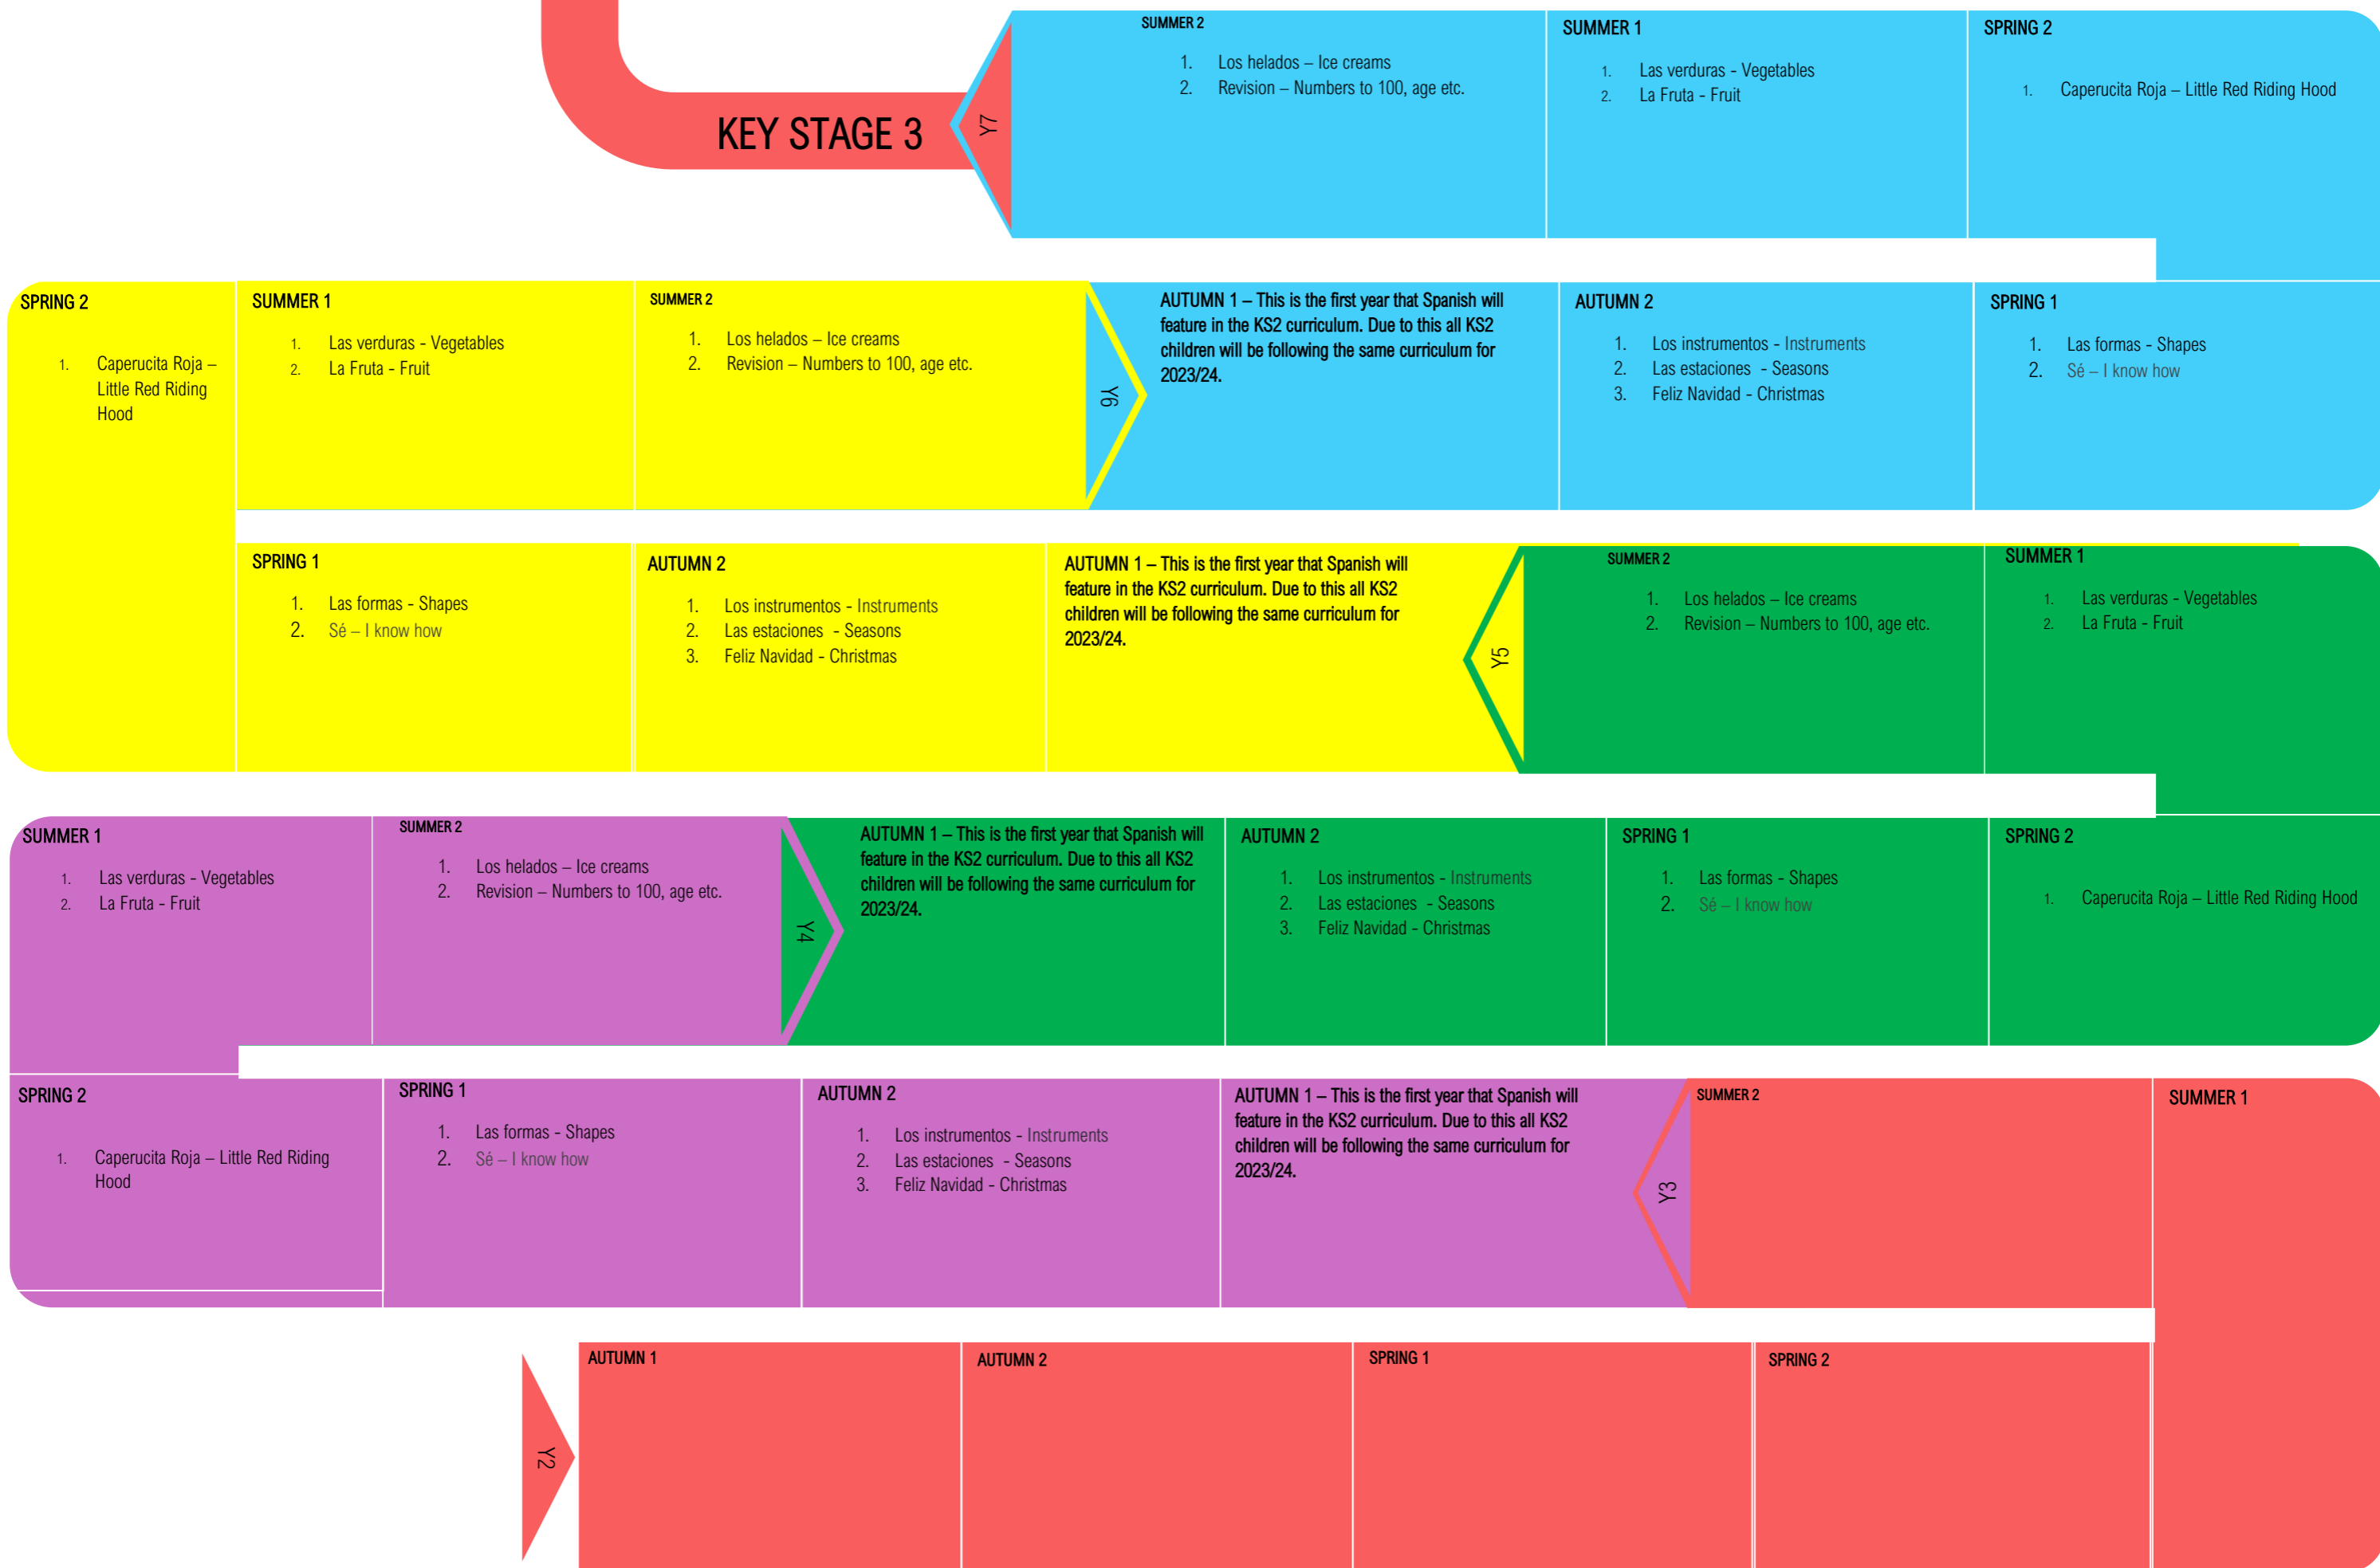 SUMMER 2
1. Los helados – Ice creams
2. Revision – Numbers to 100, age etc.
SUMMER 1
1. Las verduras - Vegetables
2. La Fruta - Fruit
SPRING 2
1. Caperucita Roja – Little Red Riding Hood
KEY STAGE 3
Y7
SPRING 2
1. Caperucita Roja –
Little Red Riding
Hood
SUMMER 1
1. Las verduras - Vegetables
2. La Fruta - Fruit
SUMMER 2
1. Los helados – Ice creams
2. Revision – Numbers to 100, age etc.
Y6
AUTUMN 1 – This is the first year that Spanish will
feature in the KS2 curriculum. Due to this all KS2
children will be following the same curriculum for
2023/24.
AUTUMN 2
1. Los instrumentos - Instruments
2. Las estaciones - Seasons
3. Feliz Navidad - Christmas
SPRING 1
1. Las formas - Shapes
2. Sé – I know how
SPRING 1
1. Las formas - Shapes
2. Sé – I know how
AUTUMN 2
1. Los instrumentos - Instruments
2. Las estaciones - Seasons
3. Feliz Navidad - Christmas
AUTUMN 1 – This is the first year that Spanish will
feature in the KS2 curriculum. Due to this all KS2
children will be following the same curriculum for
2023/24.
Y5
SUMMER 2
1. Los helados – Ice creams
2. Revision – Numbers to 100, age etc.
SUMMER 1
1. Las verduras - Vegetables
2. La Fruta - Fruit
SUMMER 1
1. Las verduras - Vegetables
2. La Fruta - Fruit
SUMMER 2
1. Los helados – Ice creams
2. Revision – Numbers to 100, age etc.
Y4
AUTUMN 1 – This is the first year that Spanish will
feature in the KS2 curriculum. Due to this all KS2
children will be following the same curriculum for
2023/24.
AUTUMN 2
1. Los instrumentos - Instruments
2. Las estaciones - Seasons
3. Feliz Navidad - Christmas
SPRING 1
1. Las formas - Shapes
2. Sé – I know how
SPRING 2
1. Caperucita Roja – Little Red Riding Hood
SPRING 2
1. Caperucita Roja – Little Red Riding
Hood
SPRING 1
1. Las formas - Shapes
2. Sé – I know how
AUTUMN 2
1. Los instrumentos - Instruments
2. Las estaciones - Seasons
3. Feliz Navidad - Christmas
AUTUMN 1 – This is the first year that Spanish will
feature in the KS2 curriculum. Due to this all KS2
children will be following the same curriculum for
2023/24.
Y3
SUMMER 2
SUMMER 1
Y2
AUTUMN 1
AUTUMN 2
SPRING 1
SPRING 2